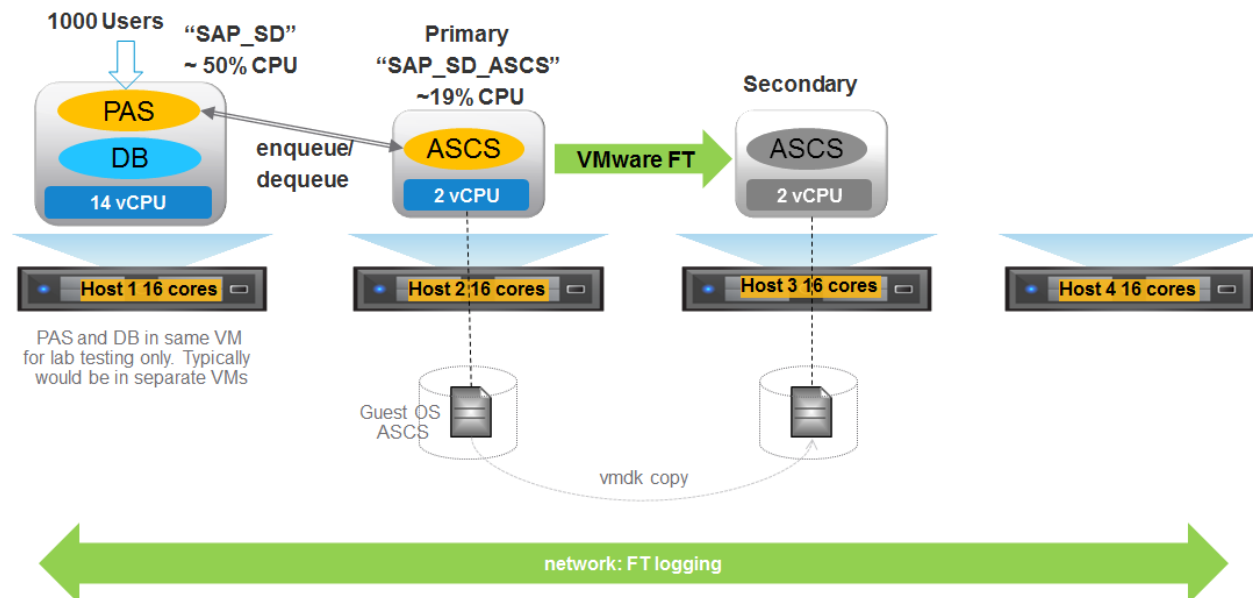 1000 Users
“SAP_SD”
~ 50% CPU
Primary
“SAP_SD_ASCS”
~19% CPU
Secondary
PAS
DB
14 vCPU
enqueue/
dequeue
ASCS
2 vCPU
VMware FT
ASCS
2 vCPU
Host 1 16 cores
Host 2 16 cores
Host 3 16 cores
Host 4 16 cores
PAS and DB in same VM
for lab testing only. Typically
would be in separate VMs
Guest OS
ASCS
vmdk copy
network: FT logging